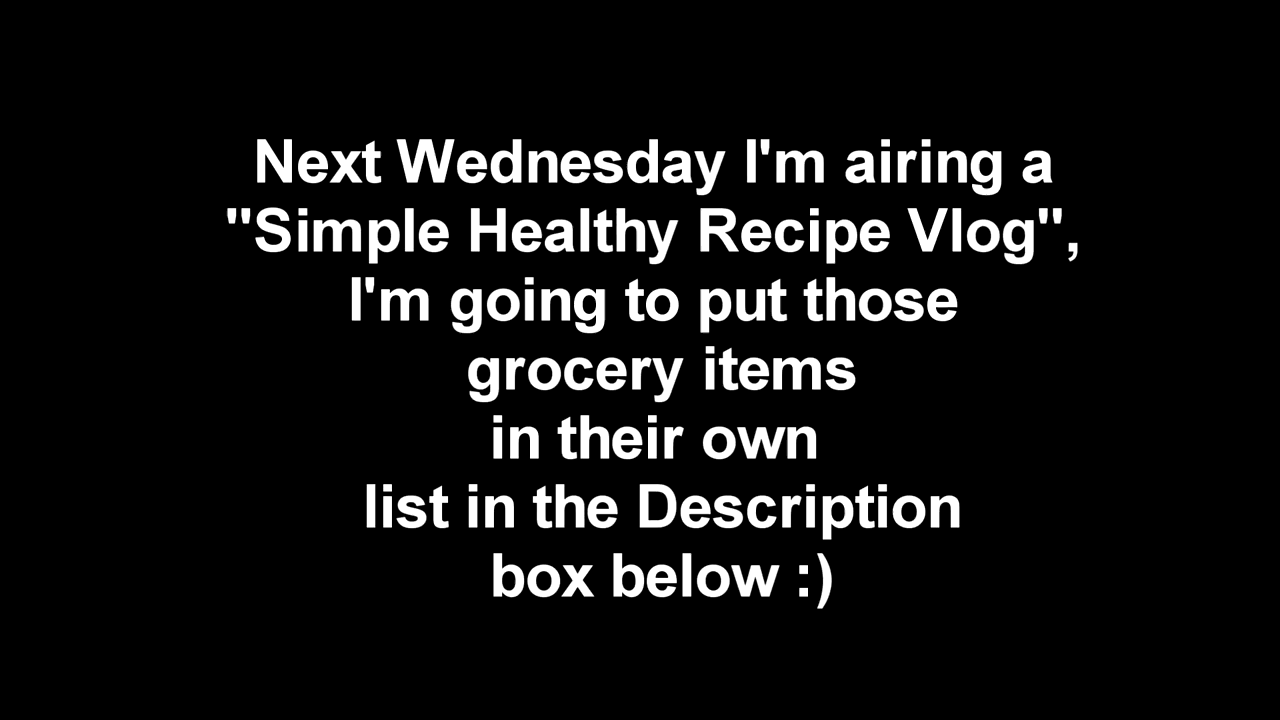 Next Wednesday I'm airing a
"Simple Healthy Recipe Vlog",
I'm going to put those
grocery items
in their own
list in the Description
box below :)